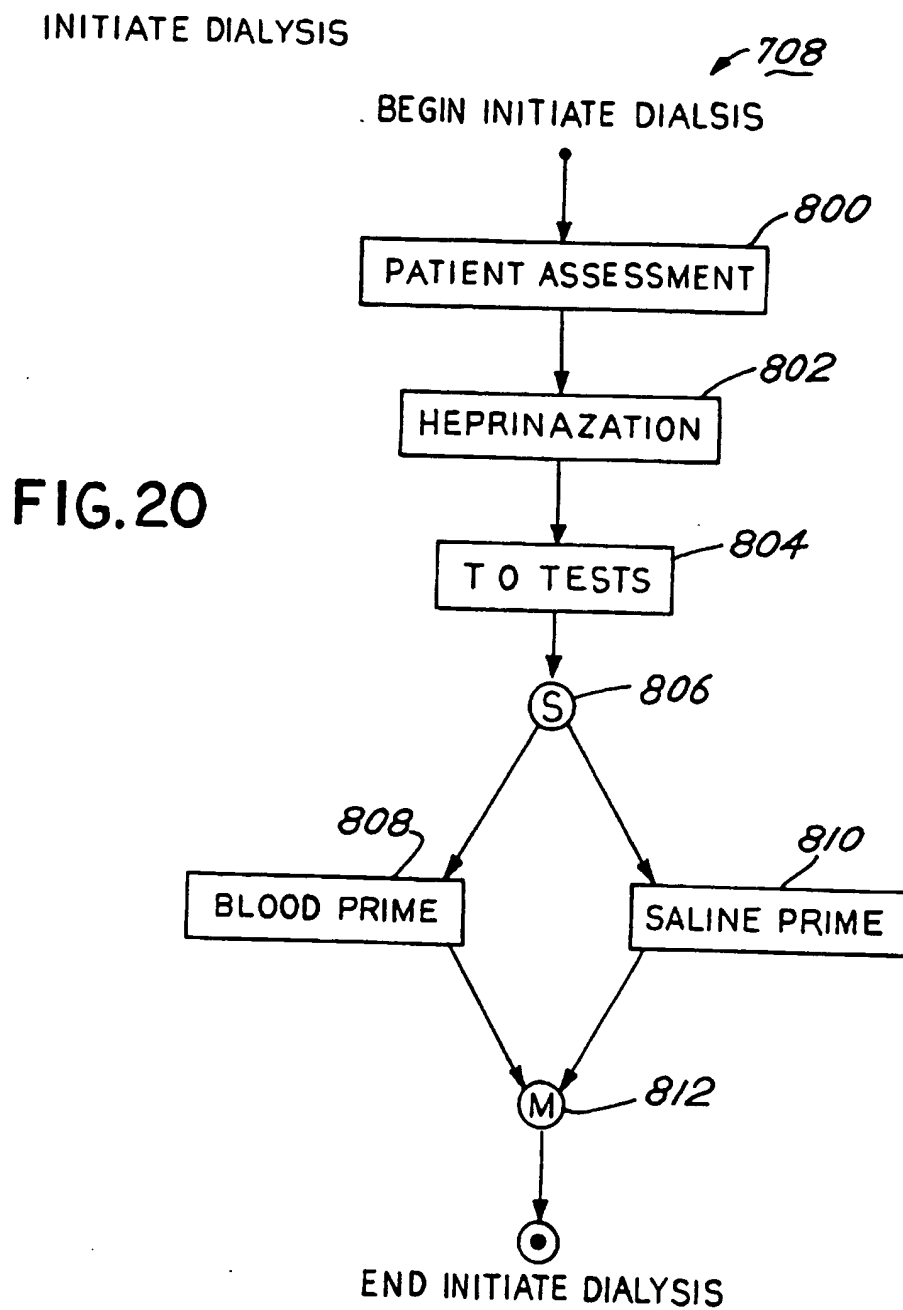 INITIATE DIALYSIS
708
BEGIN INITIATE DIALSIS
800
PATIENT ASSESSMENT
802
HEPRINAZATION
FIG.20
804
T O TESTS
S 806
808
810
BLOOD PRIME
SALINE PRIME
M 812
END INITIATE DIALYSIS